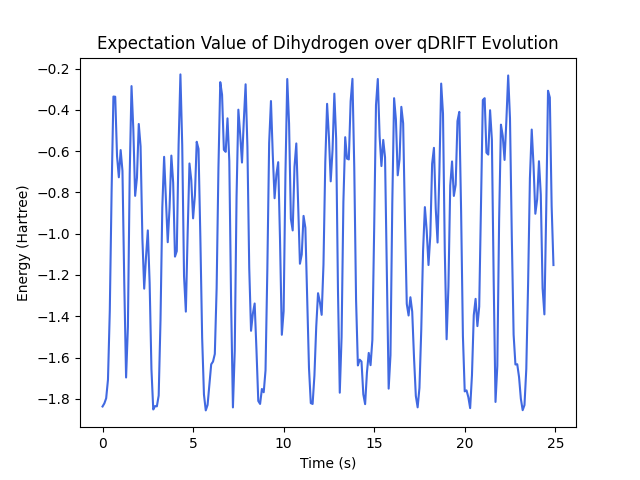 Expectation Value of Dihydrogen over qDRIFT Evolution
−0.2
−0.4
−0.6
−0.8
−1.0
−1.2
−1.4
−1.6
−1.8
Energy (Hartree)
0 5 10 15 20 25
Time (s)